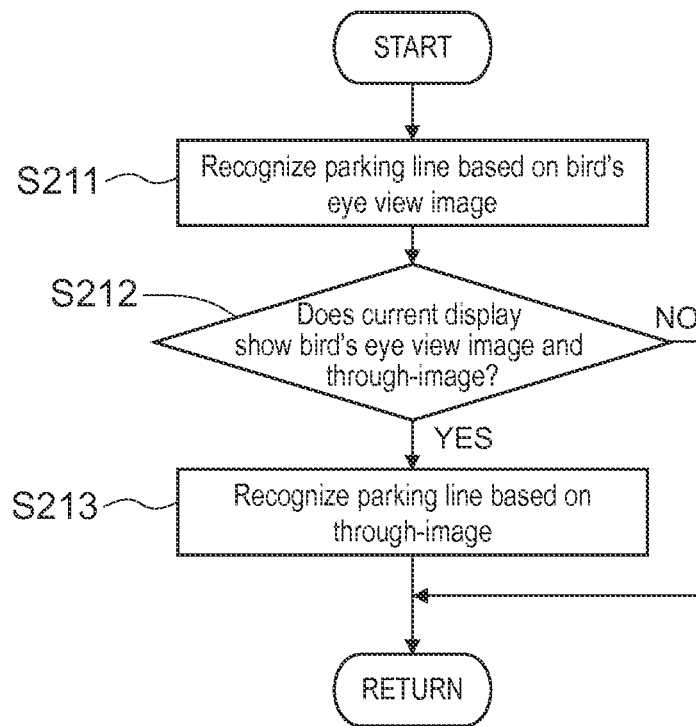 START
S211
Recognize parking line based on bird's
eye view image
S212
Does current display
show bird's eye view image and
through-image?
NO
YES
S213
Recognize parking line based on
through-image
RETURN